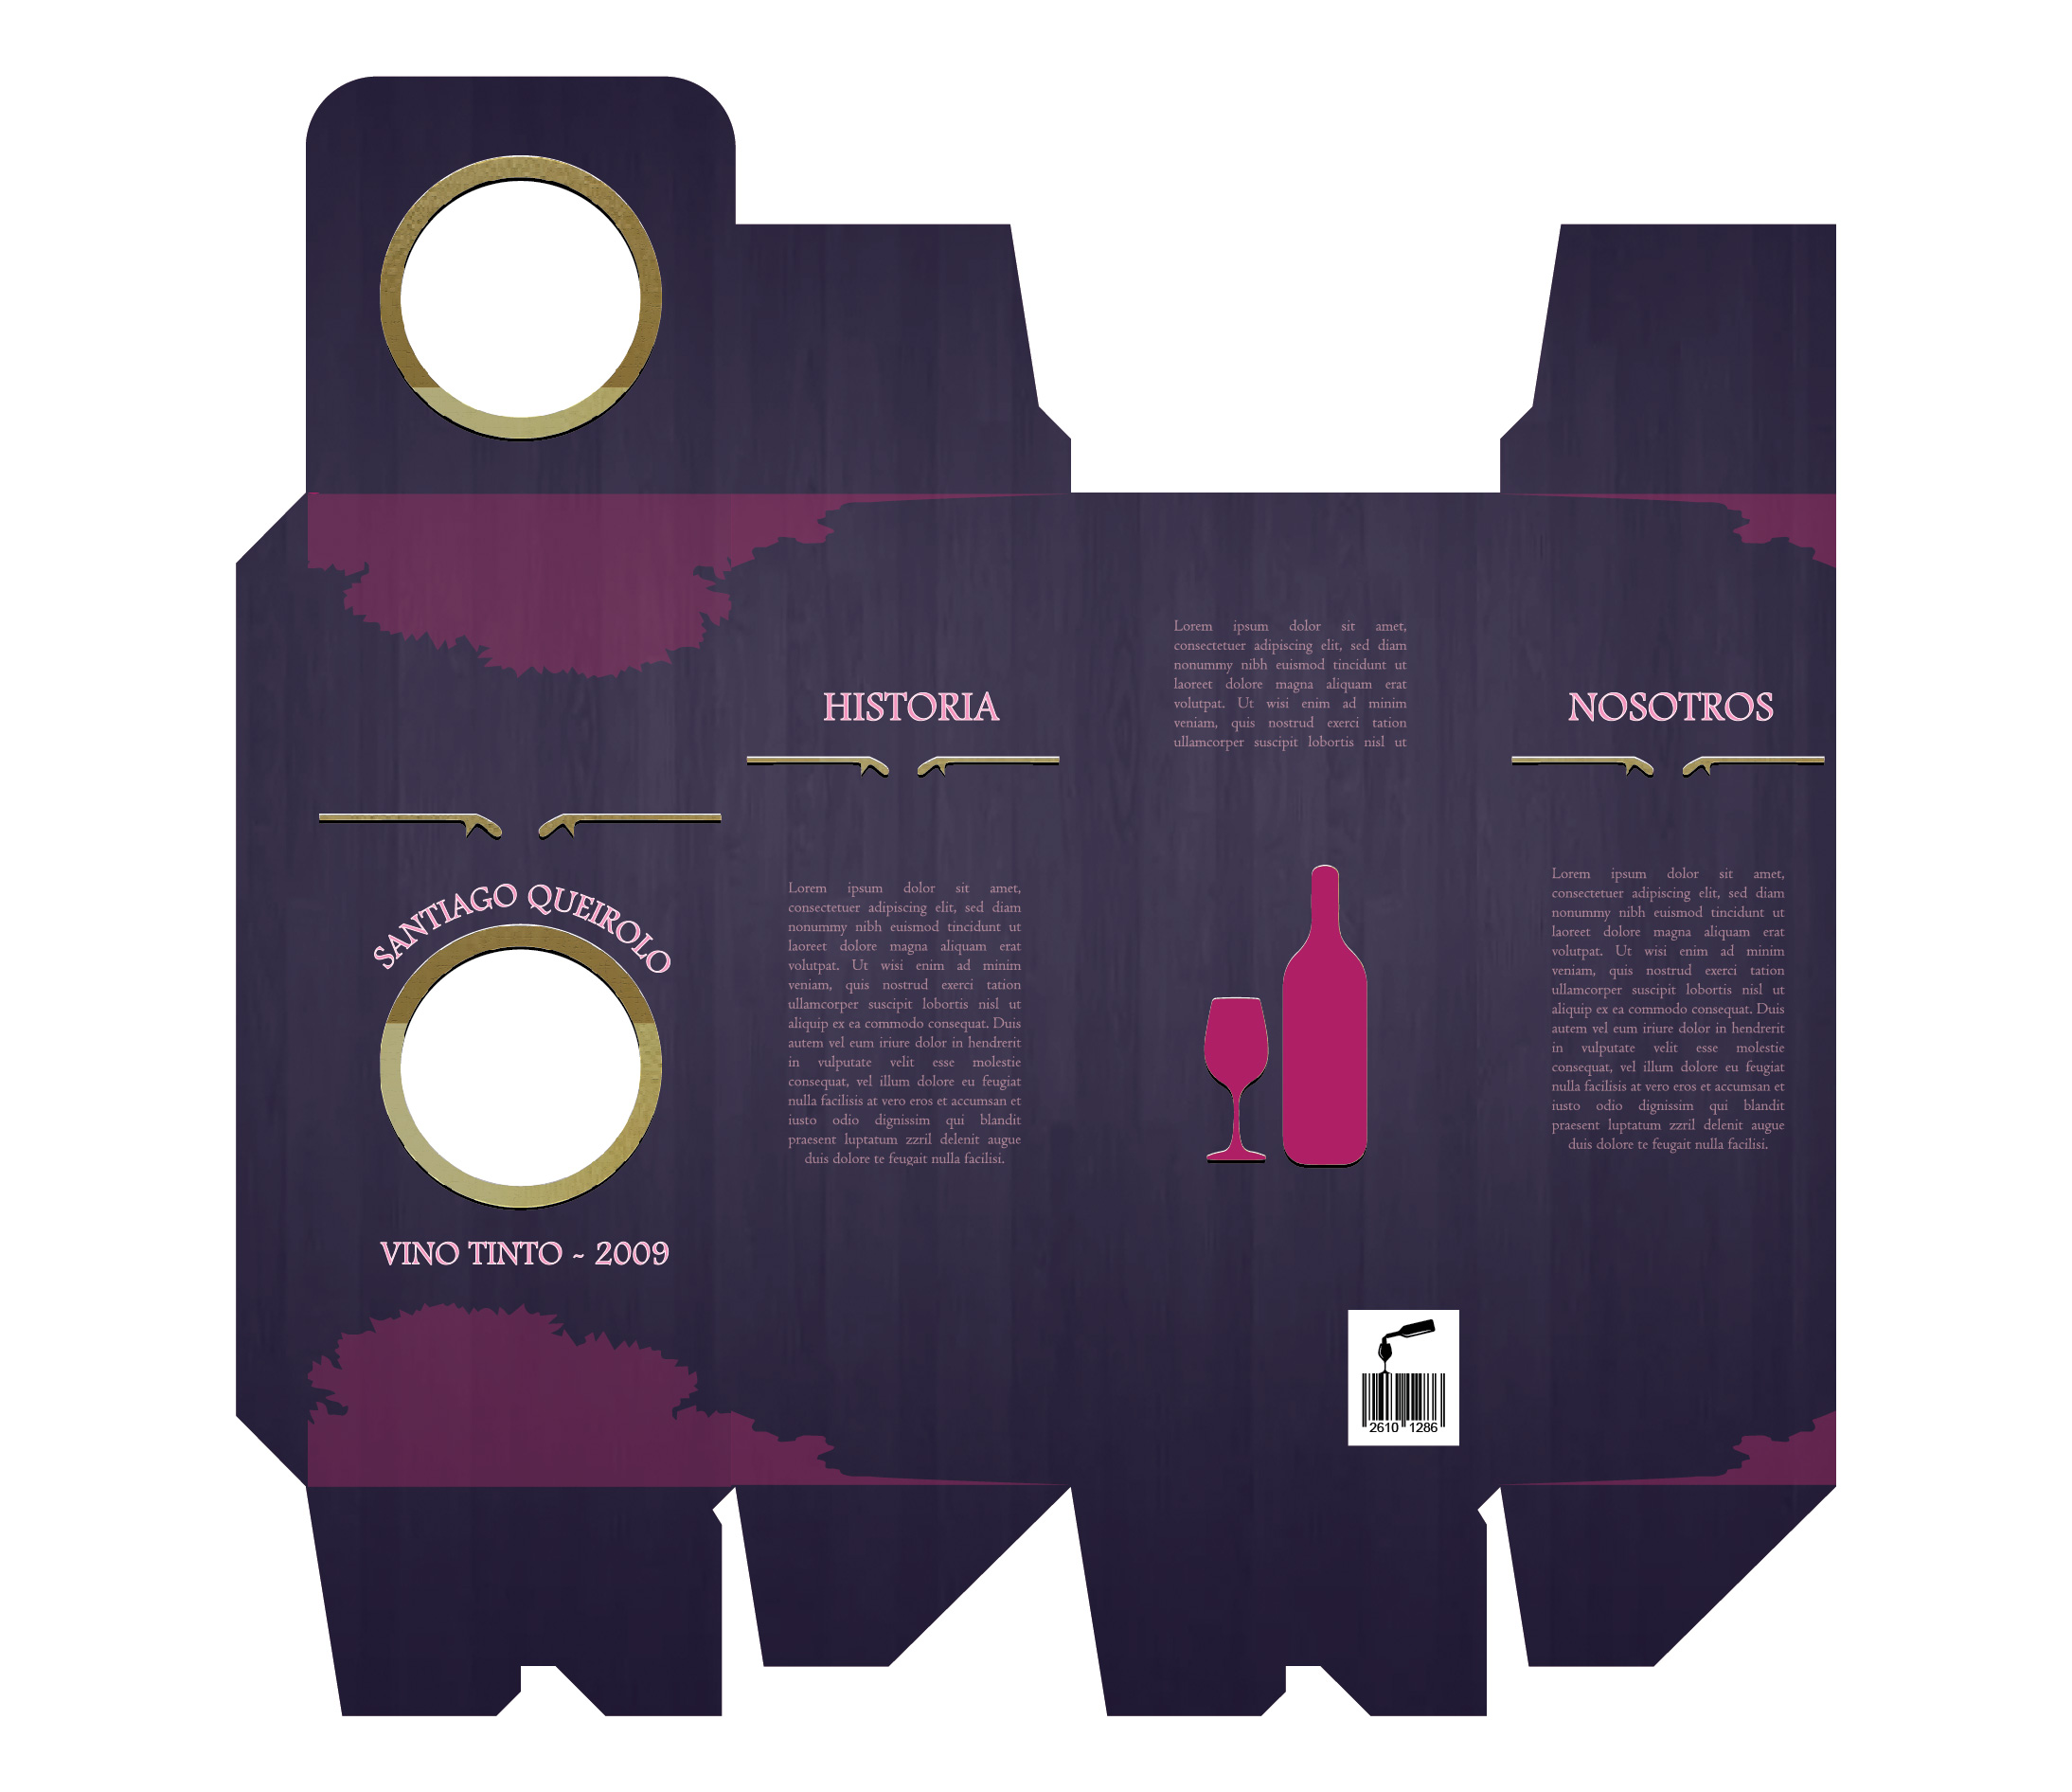 SANTIAGO QUEIROLO
VINO TINTO ~ 2009
HISTORIA
Lorem ipsum dolor sit amet,
consectetuer adipiscing elit, sed diam
nonummy nibh euismod tincidunt ut
laoreet dolore magna aliquam erat
volutpat. Ut wisi enim ad minim
veniam, quis nostrud exerci tation
ullamcorper suscipit lobortis nisl ut
aliquip ex ea commodo consequat. Duis
autem vel eum iriure dolor in hendrerit
in vulputate velit esse molestie
consequat, vel illum dolore eu feugiat
nulla facilisis at vero eros et accumsan et
iusto odio dignissim qui blandit
praesent luptatum zzril delenit augue
duis dolore te feugait nulla facilisi.
Lorem ipsum dolor sit amet,
consectetuer adipiscing elit, sed diam
nonummy nibh euismod tincidunt ut
laoreet dolore magna aliquam erat
volutpat. Ut wisi enim ad minim
veniam, quis nostrud exerci tation
ullamcorper suscipit lobortis nisl ut
2610 1286
NOSOTROS
Lorem ipsum dolor sit amet,
consectetuer adipiscing elit, sed diam
nonummy nibh euismod tincidunt ut
laoreet dolore magna aliquam erat
volutpat. Ut wisi enim ad minim
veniam, quis nostrud exerci tation
ullamcorper suscipit lobortis nisl ut
aliquip ex ea commodo consequat. Duis
autem vel eum iriure dolor in hendrerit
in vulputate velit esse molestie
consequat, vel illum dolore eu feugiat
nulla facilisis at vero eros et accumsan et
iusto odio dignissim qui blandit
praesent luptatum zzril delenit augue
duis dolore te feugait nulla facilisi.